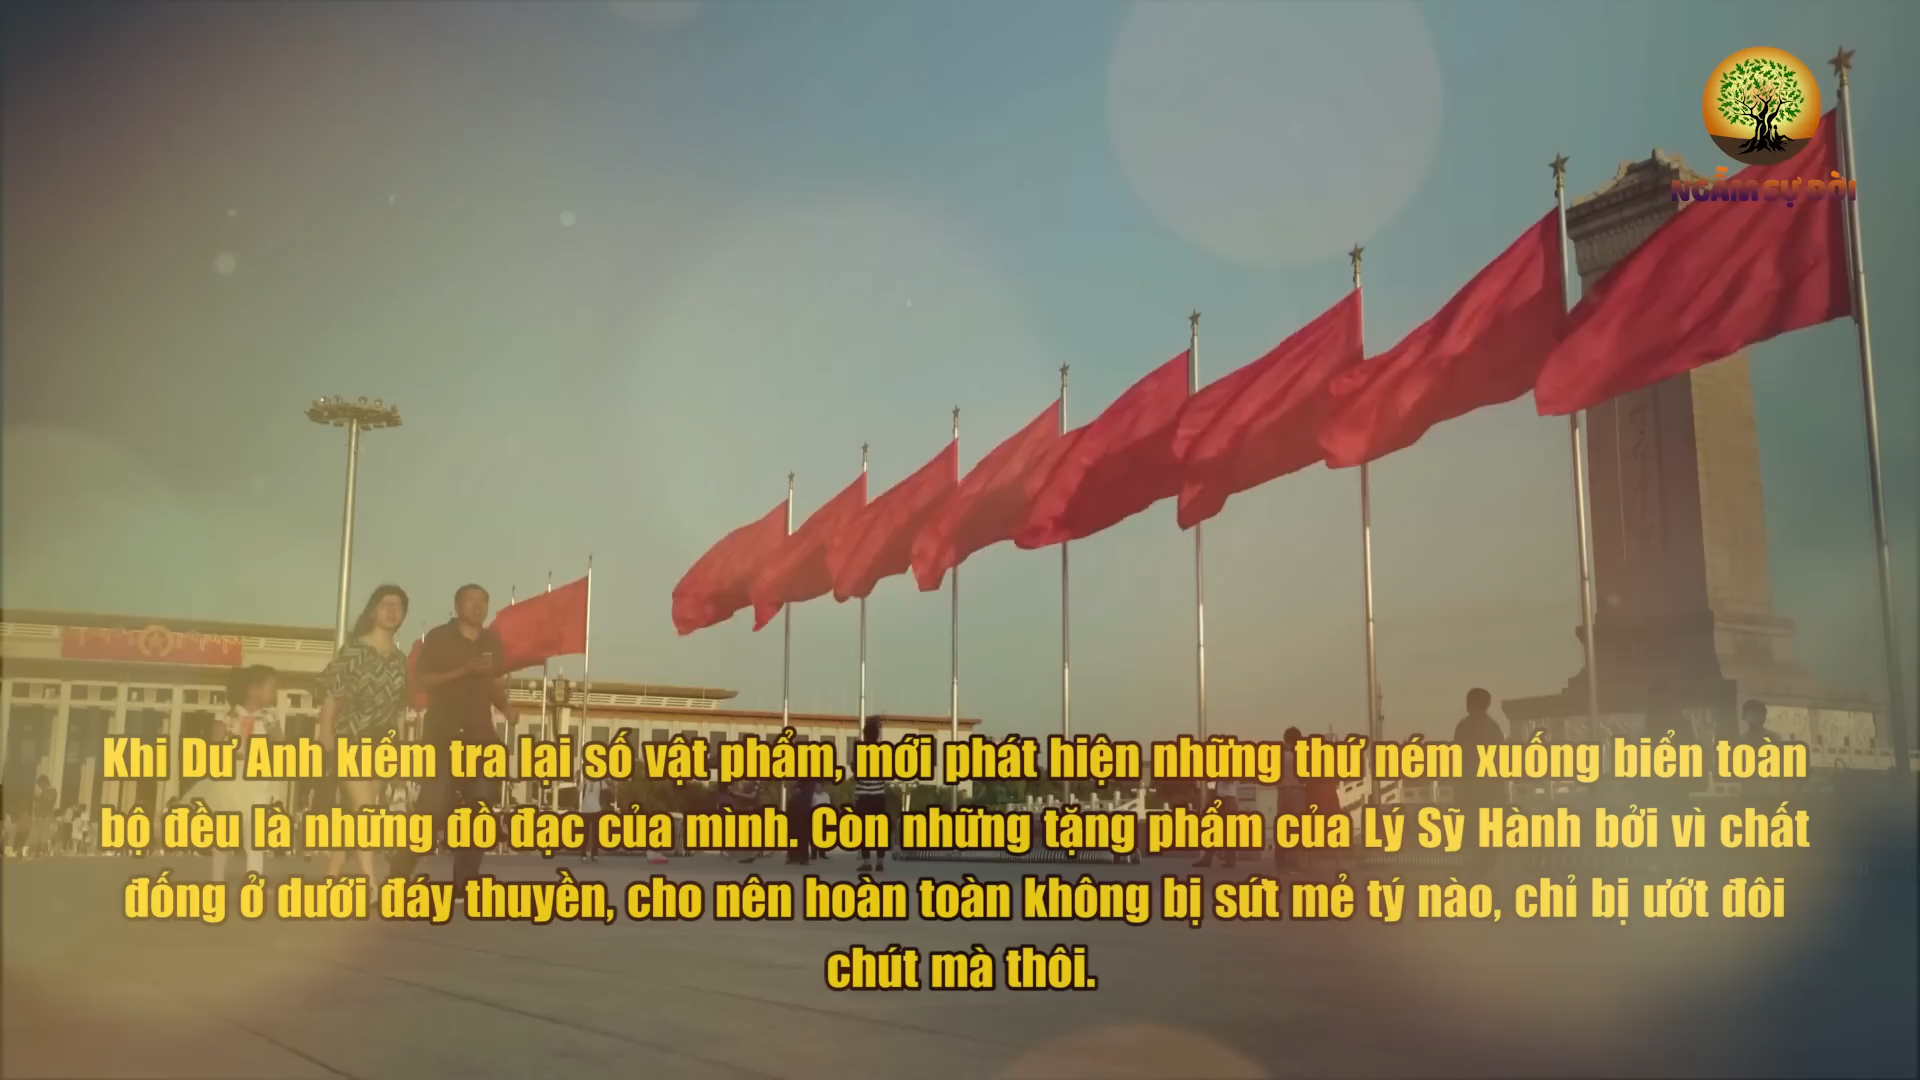 NGẪM SỰ ĐỜI
Khi Dư Anh kiểm tra lại số vật phẩm, mới phát hiện những thứ ném xuống biển toàn
bộ đều là những đồ đạc của mình. Còn những tặng phẩm của Lý Sỹ Hành bởi vì chất
đống ở dưới đáy thuyền, cho nên hoàn toàn không bị sứt mẻ tý nào, chỉ bị ướt đôi
chút mà thôi.